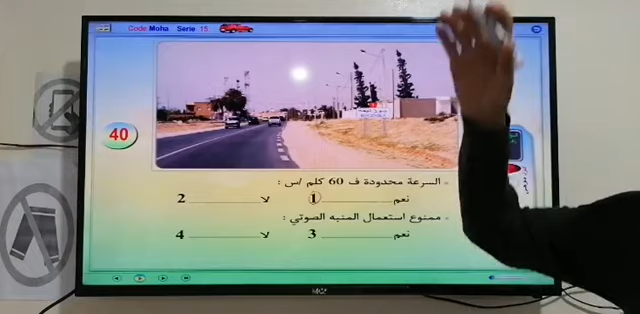 Code Moha Serie 15
40
- السرعة محدودة ف 60 كلم /س :
نعم 1 لا 2
- ممنوع استعمال المنبه الصوتي :
نعم 3 لا 4